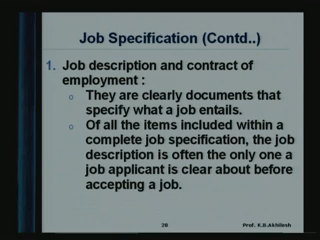 Job Specification (Contd..)
1. Job description and contract of
employment :
o They are clearly documents that
specify what a job entails.
o Of all the items included within a
complete job specification, the job
description is often the only one a
job applicant is clear about before
accepting a job.
28 Prof. K.B.Akhilesh